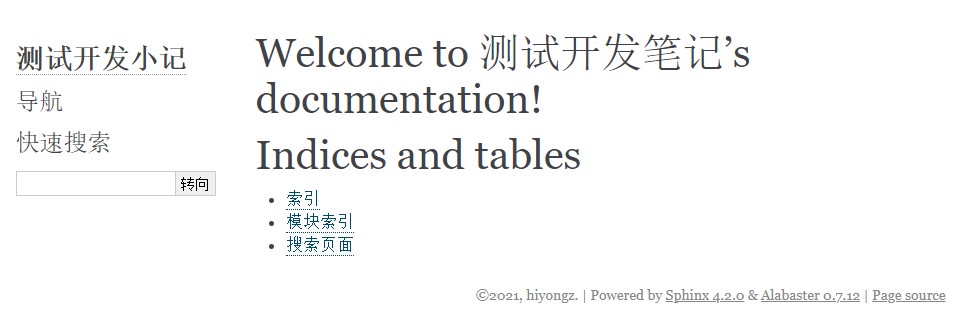 测试开发小记
导航
快速搜索
转向
Welcome to 测试开发笔记’s
documentation!
Indices and tables
索引
模块索引
搜索页面
©2021, hiyongz. | Powered by Sphinx 4.2.0 & Alabaster 0.7.12 | Page source